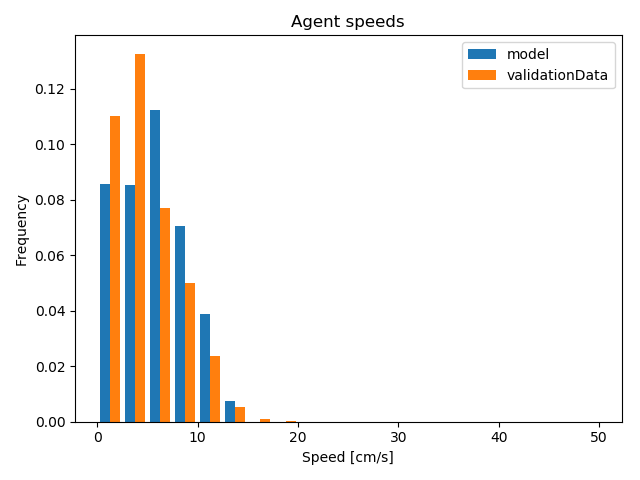 Agent speeds
model
validationData
Frequency
0.12
0.10
0.08
0.06
0.04
0.02
0.00
0 10 20 30 40 50
Speed [cm/s]